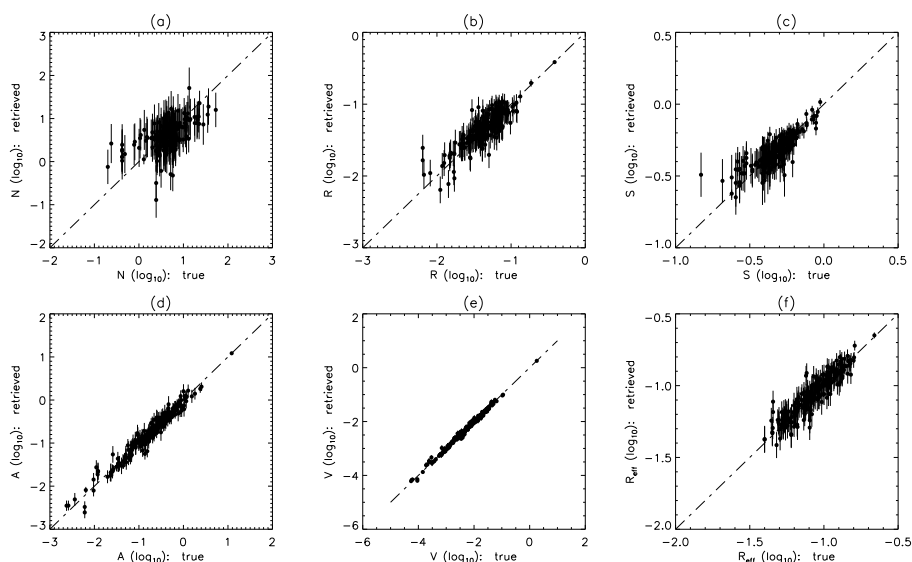 (a)
3
2
1
0
−1
−2
−2 −1 0 1 2 3
N (log10): retrieved
N (log10): true
(b)
0
−1
−2
−3
−3 −2 −1 0
R (log10): retrieved
R (log10): true
(c)
0.5
0.0
−0.5
−1.0
−1.0 −0.5 0.0 0.5
S (log10): retrieved
S (log10): true
(d)
2
1
0
−1
−2
−3
−3 −2 −1 0 1 2
A (log10): retrieved
A (log10): true
(e)
2
0
−2
−4
−6
−6 −4 −2 0 2
V (log10): retrieved
V (log10): true
(f)
−0.5
−1.0
−1.5
−2.0
−2.0 −1.5 −1.0 −0.5
Reff (log10): retrieved
Reff (log10): true